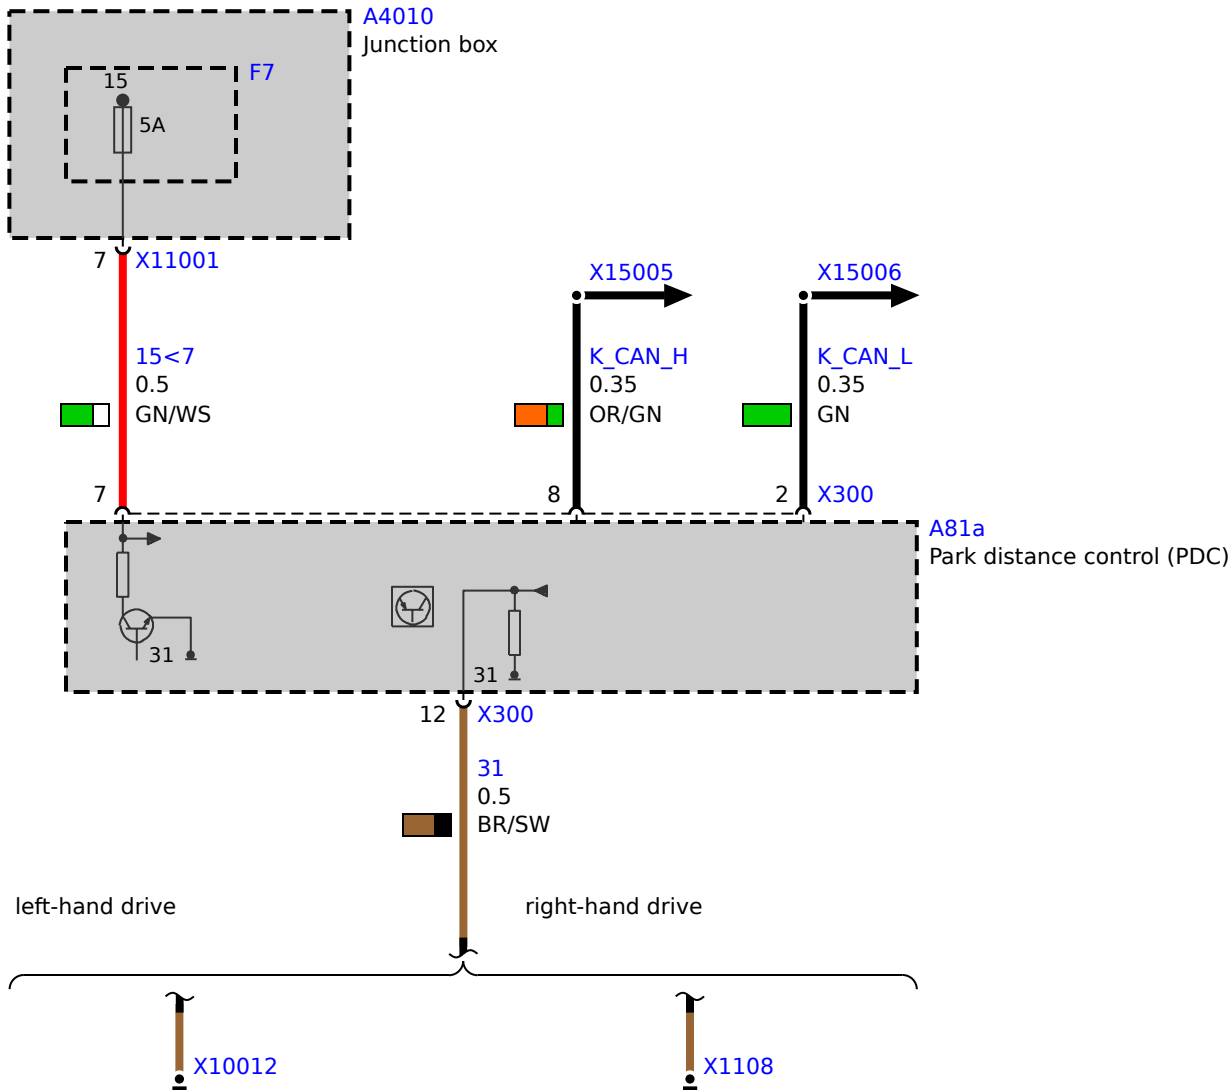 A4010
Junction box
F7
15
5A
7 X11001
X15005
X15006
15<7
0.5
GN/WS
K_CAN_H
0.35
OR/GN
K_CAN_L
0.35
GN
7
8
2 X300
A81a
Park distance control (PDC)
31
31
12 X300
31
0.5
BR/SW
left-hand drive
right-hand drive
X10012
X1108